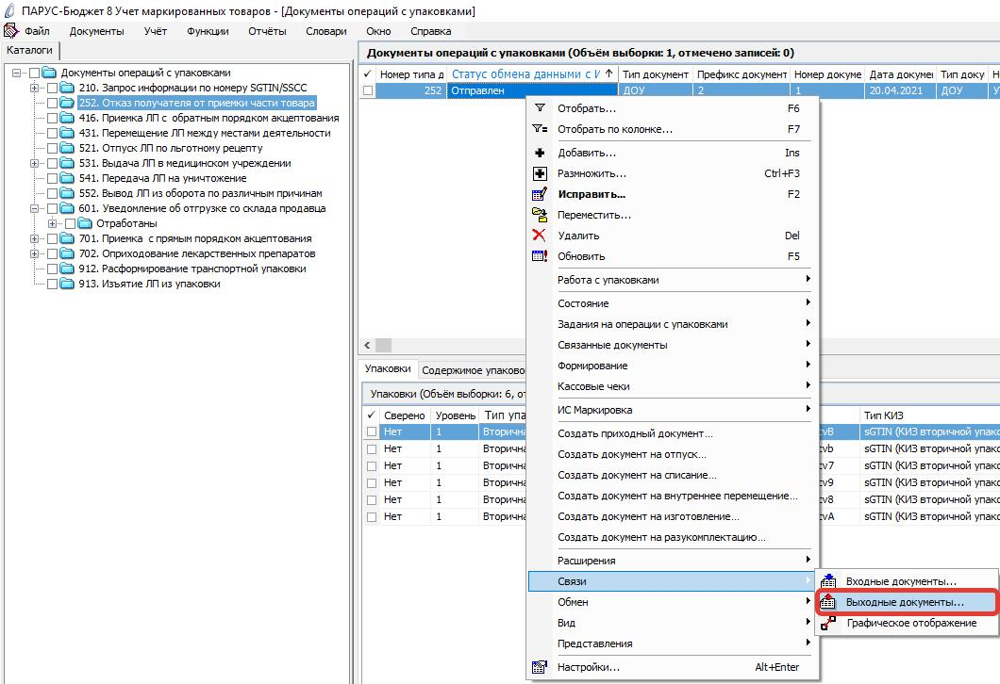 ПАРУС-Бюджет 8 Учет маркированных товаров - [Документы операций с упаковками]
Файл Документы Учёт Функции Отчёты Словари Окно Справка
Каталоги
Документы операций с упаковками
210. Запрос информации по номеру SGTIN/SSCC
252. Отказ получателя от приемки части товара
416. Приемка ЛП с обратным порядком акцептования
431. Перемещение ЛП между местами деятельности
521. Отпуск ЛП по льготному рецепту
531. Выдача ЛП в медицинском учреждении
541. Передача ЛП на уничтожение
552. Вывод ЛП из оборота по различным причинам
601. Уведомление об отгрузке со склада продавца
Отработаны
701. Приемка с прямым порядком акцептования
702. Оприходование лекарственных препаратов
912. Расформирование транспортной упаковки
913. Изъятие ЛП из упаковки
Документы операций с упаковками (Объём выборки: 1, отмечено записей: 0)
Номер типа д Статус обмена данными с И Тип документ Префикс документ Номер докуме Дата докумен Тип доку Н
252 Отправлен ДОУ 2 1 20.04.2021 ДОУ У
Отобрать... F6
Отобрать по колонке... F7
Добавить... Ins
Размножить... Ctrl+F3
Исправить... F2
Переместить...
Удалить Del
Обновить F5
Работа с упаковками
Состояние
Задания на операции с упаковками
Связанные документы
Формирование
Кассовые чеки
ИС Маркировка
Создать приходный документ...
Создать документ на отпуск...
Создать документ на списание...
Создать документ на внутреннее перемещение...
Создать документ на изготовление...
Создать документ на разукомплектацию...
Расширения
Связи
Обмен
Вид
Представления
Настройки... Alt+Enter
Входные документы...
Выходные документы...
Графическое отображение
Упаковки Содержимое упаково
Упаковки (Объём выборки: 6, от
Сверено Уровень Тип упа Тип КИЗ
Нет 1 Вторична cvB sGTIN (КИЗ вторичной упако
Нет 1 Вторична cvb sGTIN (КИЗ вторичной упако
Нет 1 Вторична cv7 sGTIN (КИЗ вторичной упако
Нет 1 Вторична cv9 sGTIN (КИЗ вторичной упако
Нет 1 Вторична cv8 sGTIN (КИЗ вторичной упако
Нет 1 Вторична cvA sGTIN (КИЗ вторичной упако